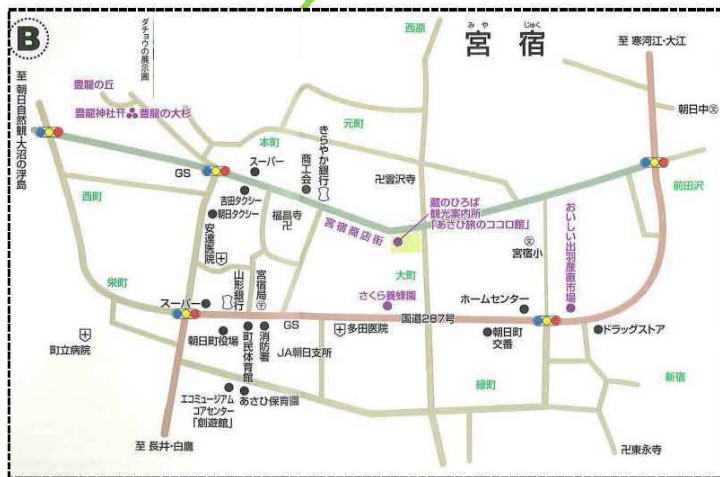 B
ダチョウの展示圃
西原
みや じゅく
宮 宿
至 寒河江・大江
至 朝日自然観・大沼の浮島
豊龍の丘
豊龍神社 豊龍の大杉
朝日中
文
本町
元町
きらやか銀行
商工会
スーパー
GS
卍雲沢寺
前田沢
西町
吉田タクシー
朝日タクシー
福昌寺
卍
宮宿商店街
蔵のひろば
観光案内所
「あさひ旅のココロ館」
安達医院
文
宮宿小
おいしい出羽産直市場
栄町
大町
山形銀行
宮宿局
〒
さくら養蜂園
スーパー
ホームセンター
国道287号
GS
町立病院
朝日町役場
町民体育館
消防署
JA朝日支所
多田医院
朝日町
交番
ドラッグストア
エコミュージアム
コアセンター
「創遊館」
あさひ保育園
緑町
新宿
至 長井・白鷹
卍東永寺